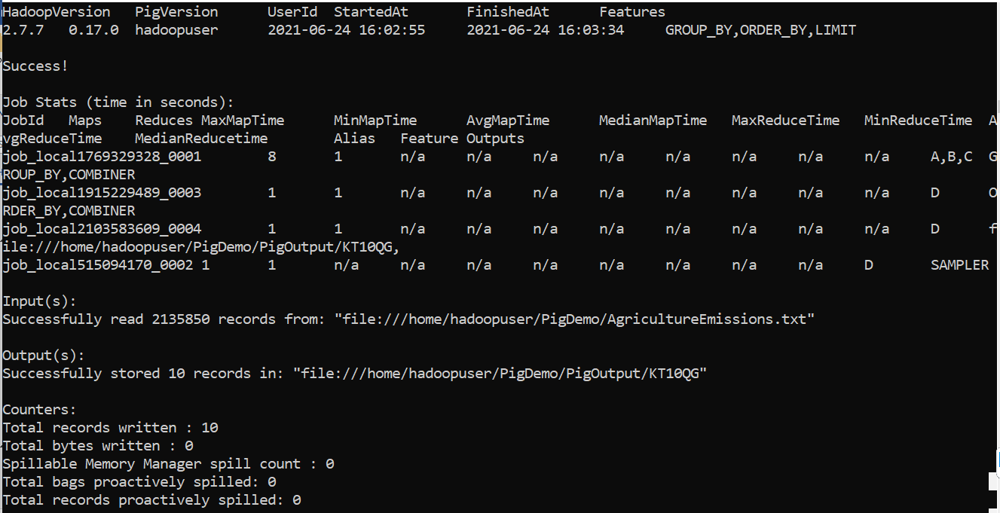 HadoopVersion PigVersion UserId StartedAt FinishedAt Features
2.7.7 0.17.0 hadoopuser 2021-06-24 16:02:55 2021-06-24 16:03:34 GROUP_BY,ORDER_BY,LIMIT
Success!
Job Stats (time in seconds):
JobId Maps Reduces MaxMapTime MinMapTime AvgMapTime MedianMapTime MaxReduceTime MinReduceTime A
vgReduceTime MedianReducetime Alias Feature Outputs
job_local1769329328_0001 8 1 n/a n/a n/a n/a n/a n/a n/a n/a A,B,C G
ROUP_BY,COMBINER
job_local1915229489_0003 1 1 n/a n/a n/a n/a n/a n/a n/a n/a D O
RDER_BY,COMBINER
job_local2103583609_0004 1 1 n/a n/a n/a n/a n/a n/a n/a n/a D f
ile:///home/hadoopuser/PigDemo/PigOutput/KT10QG,
job_local515094170_0002 1 1 n/a n/a n/a n/a n/a n/a n/a n/a D SAMPLER
Input(s):
Successfully read 2135850 records from: "file:///home/hadoopuser/PigDemo/AgricultureEmissions.txt"
Output(s):
Successfully stored 10 records in: "file:///home/hadoopuser/PigDemo/PigOutput/KT10QG"
Counters:
Total records written : 10
Total bytes written : 0
Spillable Memory Manager spill count : 0
Total bags proactively spilled: 0
Total records proactively spilled: 0